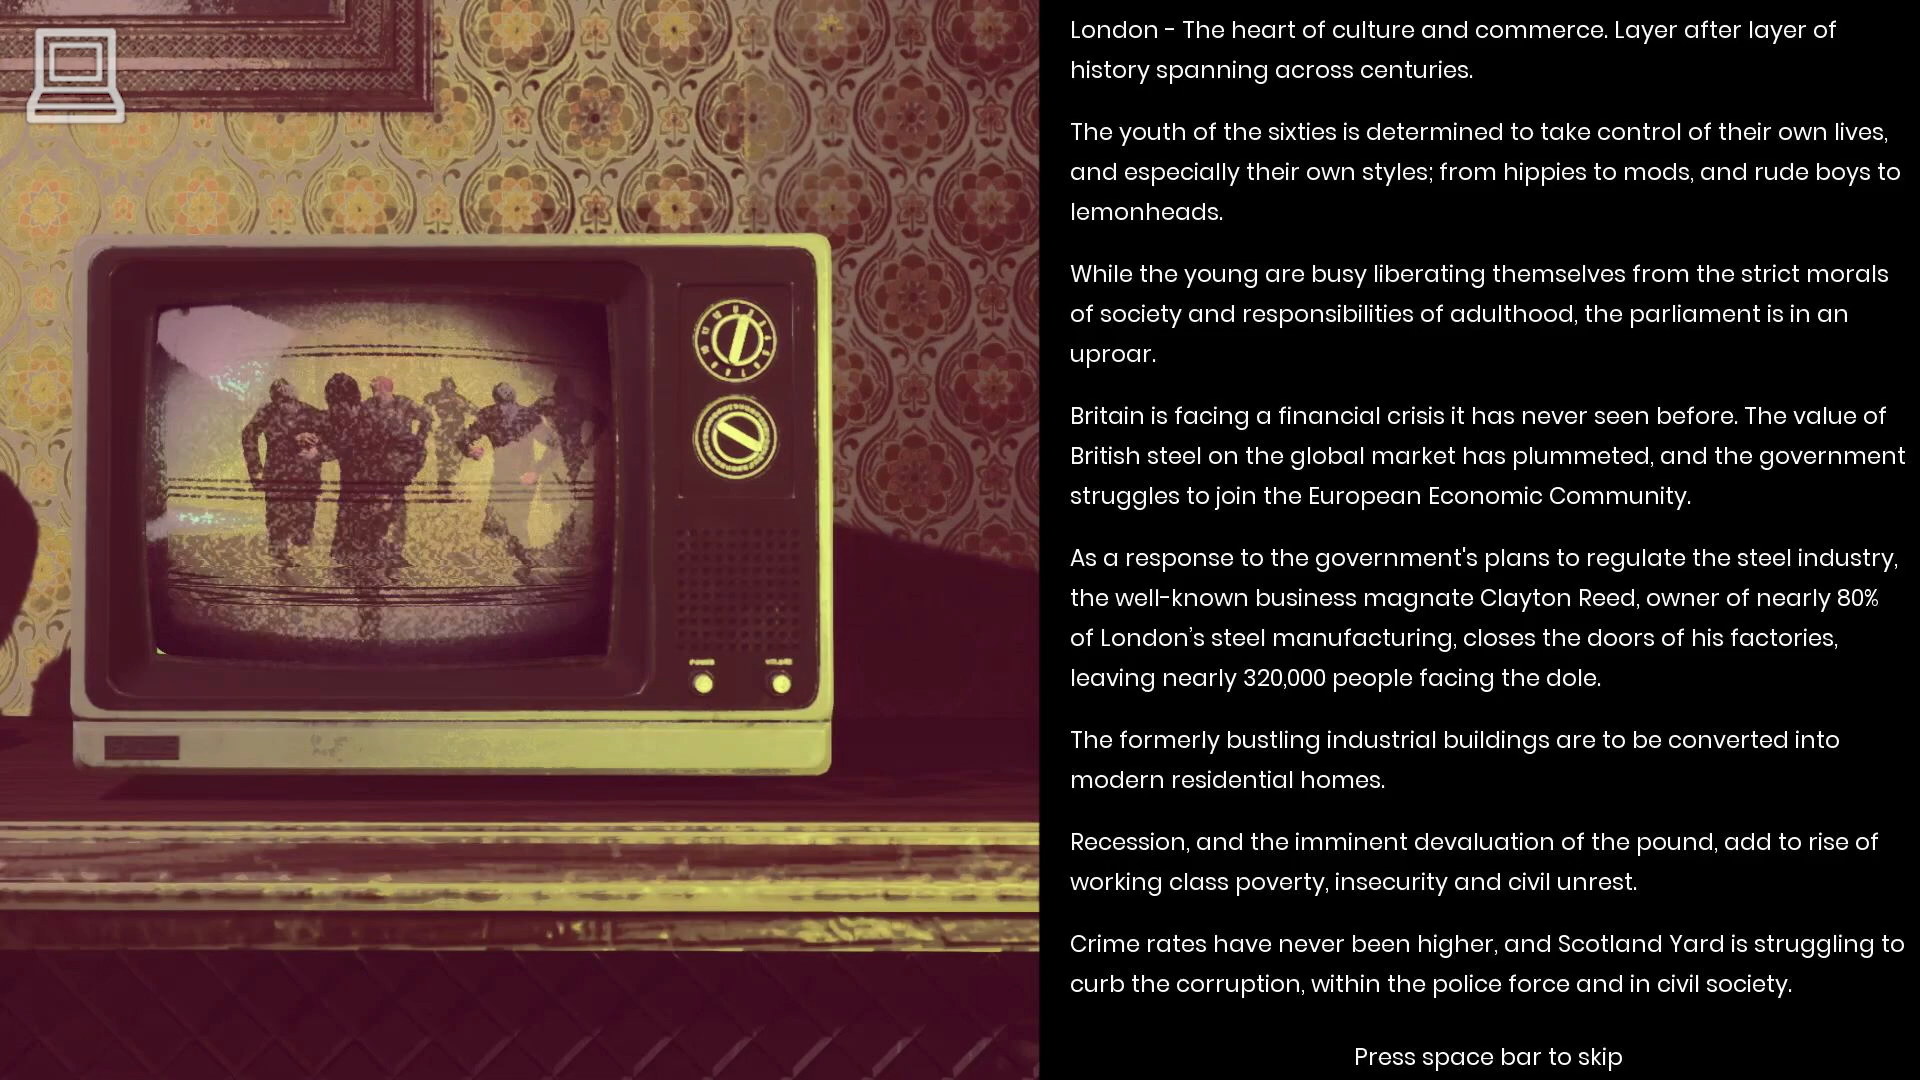 London - The heart of culture and commerce. Layer after layer of
history spanning across centuries.
The youth of the sixties is determined to take control of their own lives,
and especially their own styles; from hippies to mods, and rude boys to
lemonheads.
While the young are busy liberating themselves from the strict morals
of society and responsibilities of adulthood, the parliament is in an
uproar.
Britain is facing a financial crisis it has never seen before. The value of
British steel on the global market has plummeted, and the government
struggles to join the European Economic Community.
As a response to the government's plans to regulate the steel industry,
the well-known business magnate Clayton Reed, owner of nearly 80%
of London’s steel manufacturing, closes the doors of his factories,
leaving nearly 320,000 people facing the dole.
The formerly bustling industrial buildings are to be converted into
modern residential homes.
Recession, and the imminent devaluation of the pound, add to rise of
working class poverty, insecurity and civil unrest.
Crime rates have never been higher, and Scotland Yard is struggling to
curb the corruption, within the police force and in civil society.
Press space bar to skip
POWER VOLUME